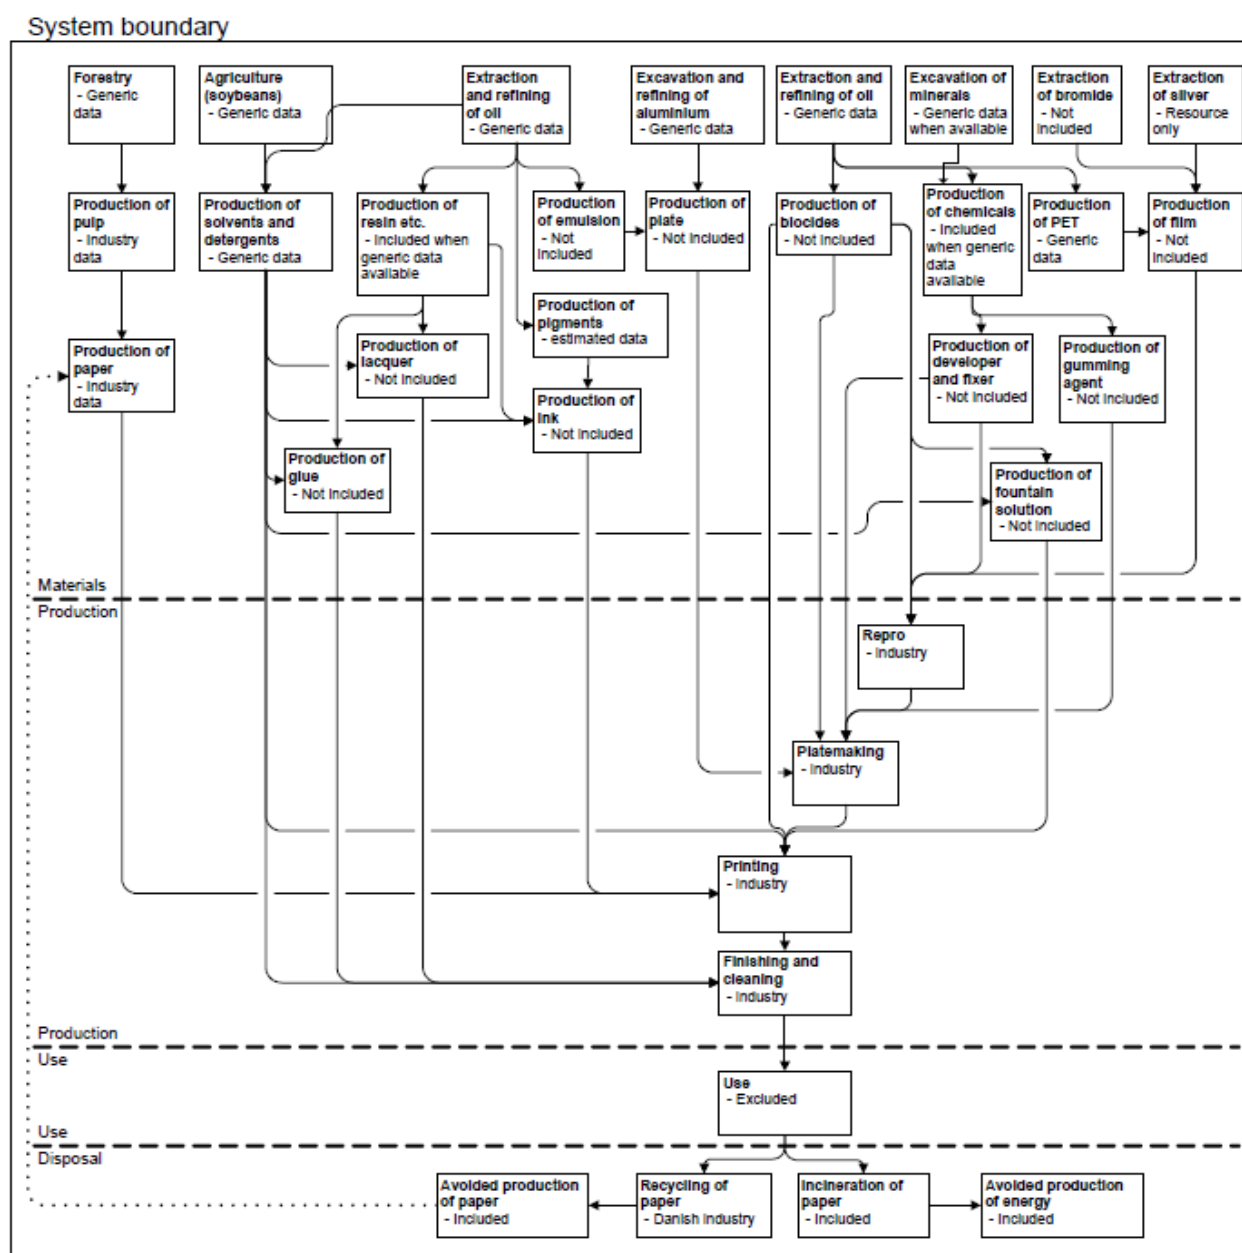 System boundary
Forestry
- Generic
data
Agriculture
(soybeans)
- Generic data
Extraction
and refining
of oil
- Generic data
Excavation and
refining of
aluminium
- Generic data
Extraction and
refining of oil
- Generic data
Excavation of
minerals
- Generic data
when available
Extraction
of bromide
- Not
included
Extraction
of silver
- Resource
only
Production of
pulp
- Industry
data
Production of
solvents and
detergents
- Generic data
Production of
resin etc.
- Included when
generic data
available
Production
of emulsion
- Not
included
Production of
plate
- Not included
Production of
biocides
- Not included
Production
of chemicals
- Included
when generic
data
available
Production
of PET
- Generic
data
Production
of film
- Not
included
Production of
pigments
- estimated data
Production of
paper
- Industry
data
Production of
lacquer
- Not included
Production of
developer
and fixer
- Not included
Production of
gumming
agent
- Not included
Production of
ink
- Not included
Production of
glue
- Not included
Production of
fountain
solution
- Not included
Materials
Production
Repro
- Industry
Platemaking
- Industry
Printing
- Industry
Finishing and
cleaning
- Industry
Production
Use
Use
- Excluded
Use
Disposal
Avoided production
of paper
- Included
Recycling of
paper
- Danish industry
Incineration of
paper
- Included
Avoided production
of energy
- Included